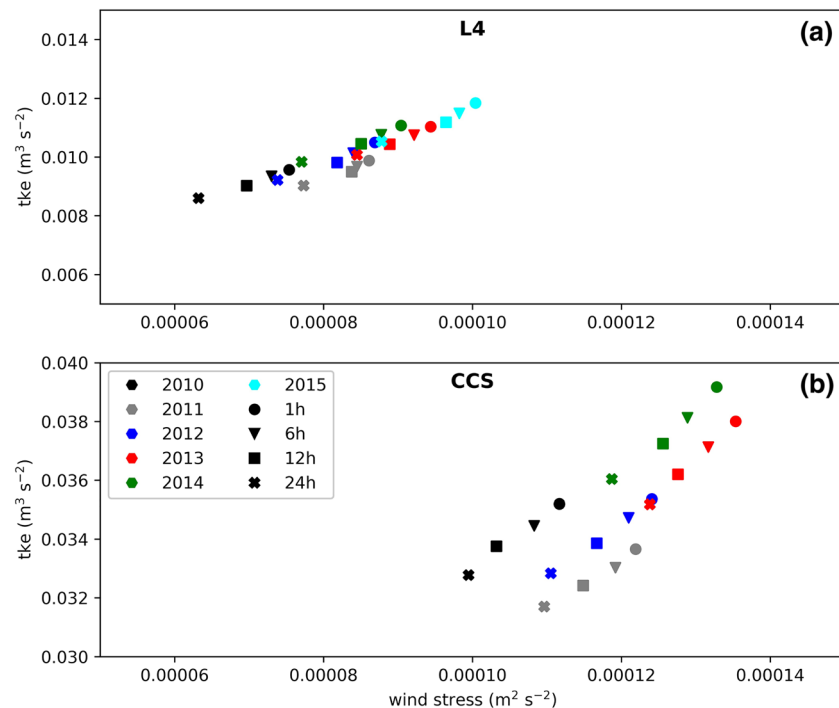 L4
(a)
0.014
0.012
0.010
0.008
0.006
tke (m³ s⁻²)
0.00006 0.00008 0.00010 0.00012 0.00014
CCS
(b)
0.040
0.038
0.036
0.034
0.032
0.030
tke (m³ s⁻²)
2010 2015
2011 1h
2012 6h
2013 12h
2014 24h
0.00006 0.00008 0.00010 0.00012 0.00014
wind stress (m² s⁻²)